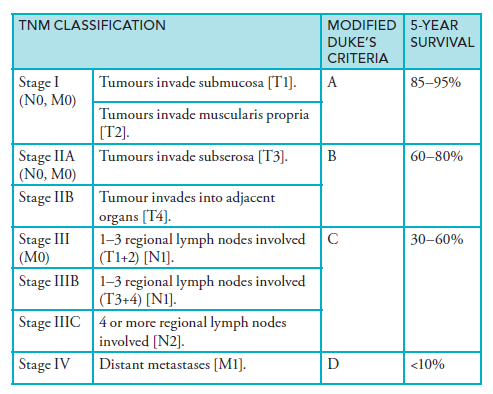 TNM CLASSIFICATION
MODIFIED
DUKE'S
CRITERIA
5-YEAR
SURVIVAL
Stage I
(N0, M0)
Tumours invade submucosa [T1].
A
85–95%
Tumours invade muscularis propria
[T2].
Stage IIA
(N0, M0)
Tumours invade subserosa [T3].
B
60–80%
Stage IIB
Tumour invades into adjacent
organs [T4].
Stage III
(M0)
1–3 regional lymph nodes involved
(T1+2) [N1].
C
30–60%
Stage IIIB
1–3 regional lymph nodes involved
(T3+4) [N1].
Stage IIIC
4 or more regional lymph nodes
involved [N2].
Stage IV
Distant metastases [M1].
D
<10%